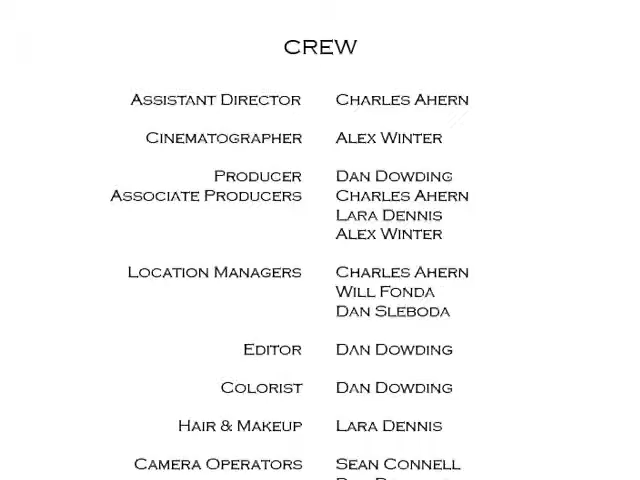 CREW
ASSISTANT DIRECTOR CHARLES AHERN
CINEMATOGRAPHER ALEX WINTER
PRODUCER DAN DOWDING
ASSOCIATE PRODUCERS CHARLES AHERN
LARA DENNIS
ALEX WINTER
LOCATION MANAGERS CHARLES AHERN
WILL FONDA
DAN SLEBODA
EDITOR DAN DOWDING
COLORIST DAN DOWDING
HAIR & MAKEUP LARA DENNIS
CAMERA OPERATORS SEAN CONNELL